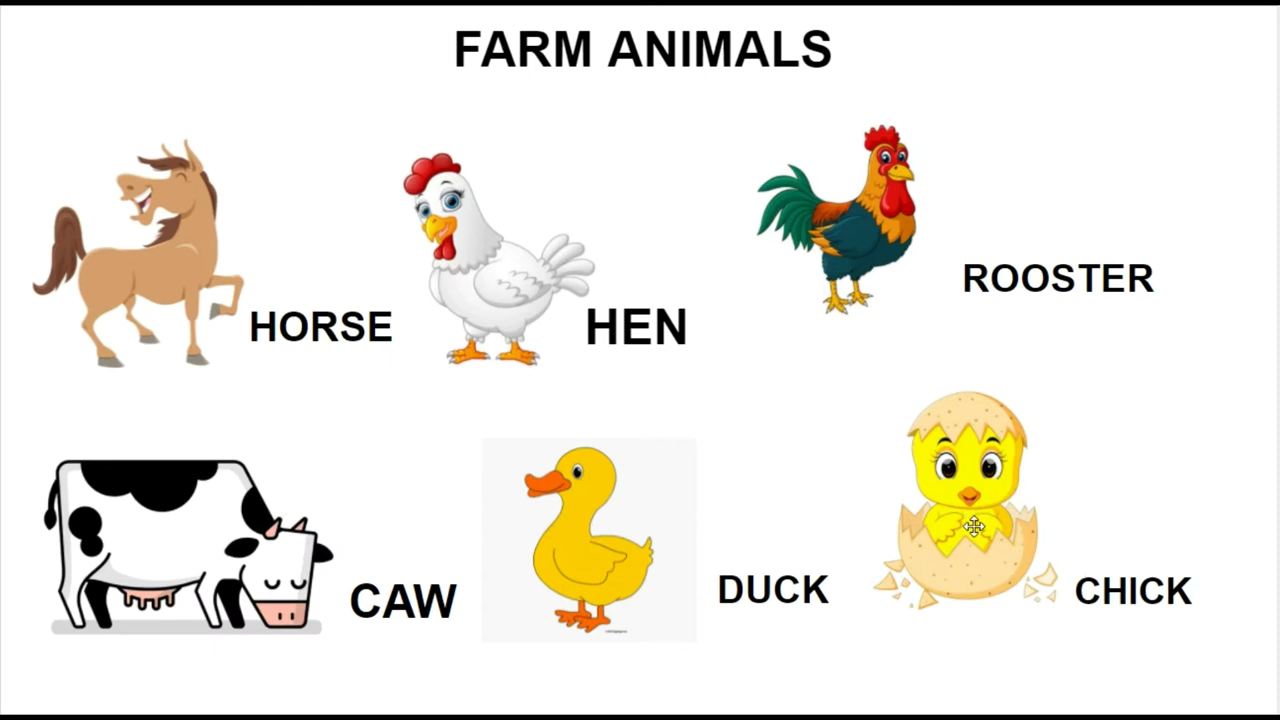 FARM ANIMALS
HORSE
HEN
ROOSTER
CAW
DUCK
CHICK